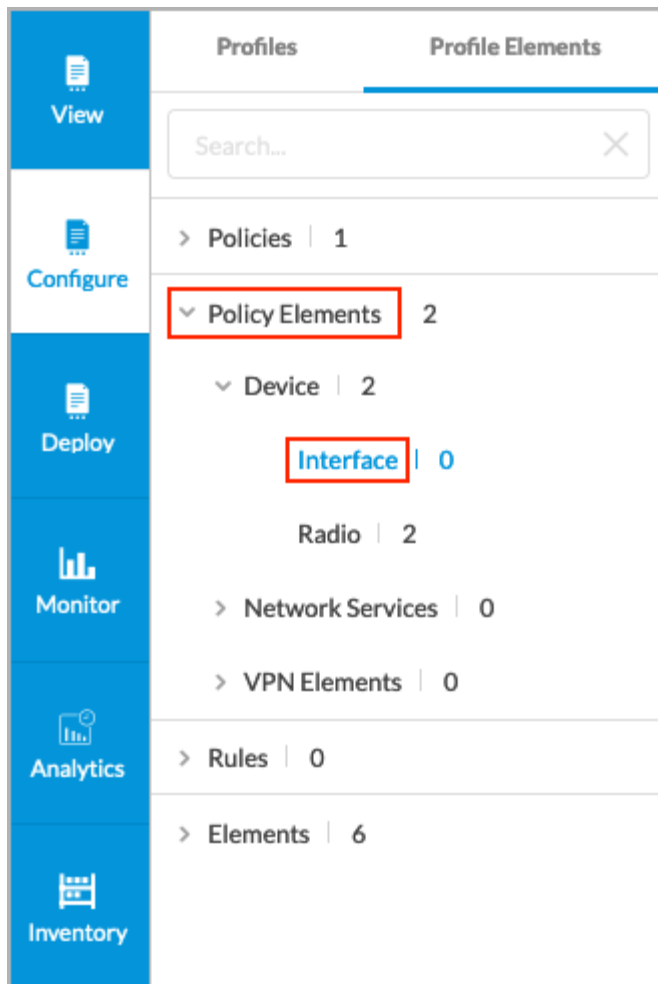 Profiles
Profile Elements
View
Search...
Configure
Policies | 1
Policy Elements 2
Device | 2
Deploy
Interface | 0
Radio | 2
Monitor
Network Services | 0
VPN Elements | 0
Analytics
Rules | 0
Elements | 6
Inventory